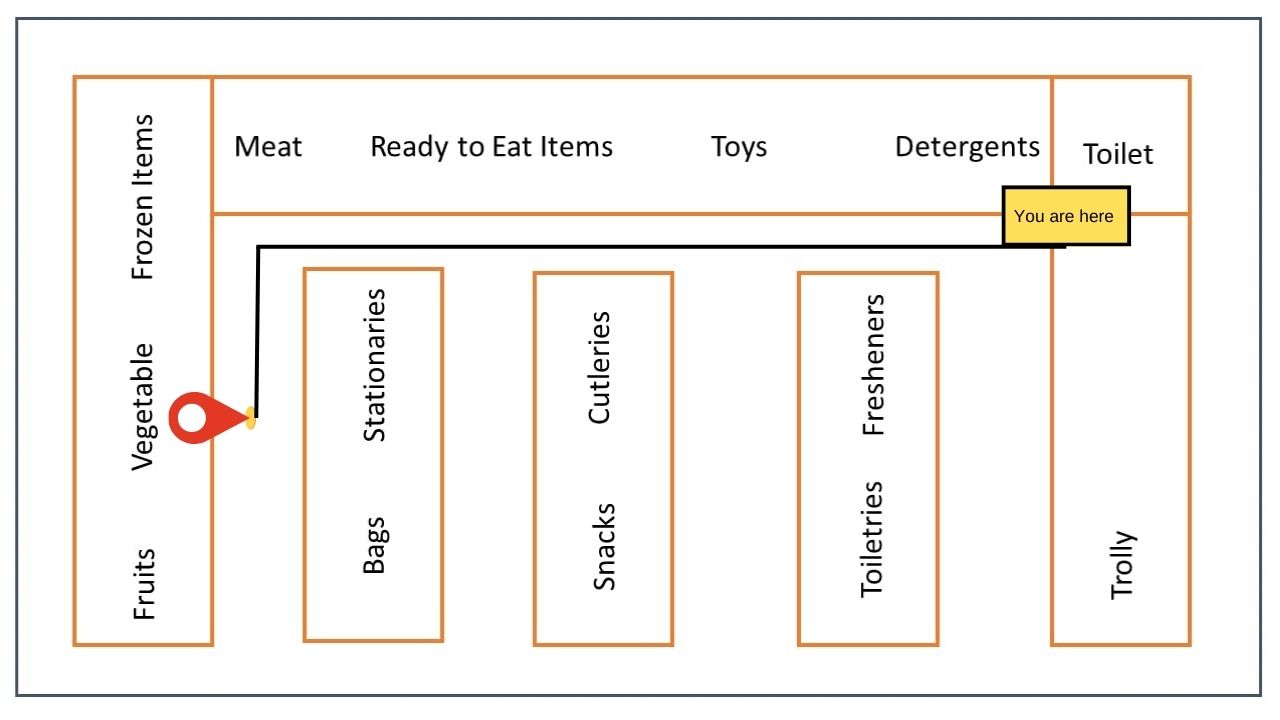 Meat
Ready to Eat Items
Toys
Detergents
Toilet
You are here
Frozen Items
Vegetable
Fruits
Stationaries
Bags
Cutleries
Snacks
Fresheners
Toiletries
Trolly